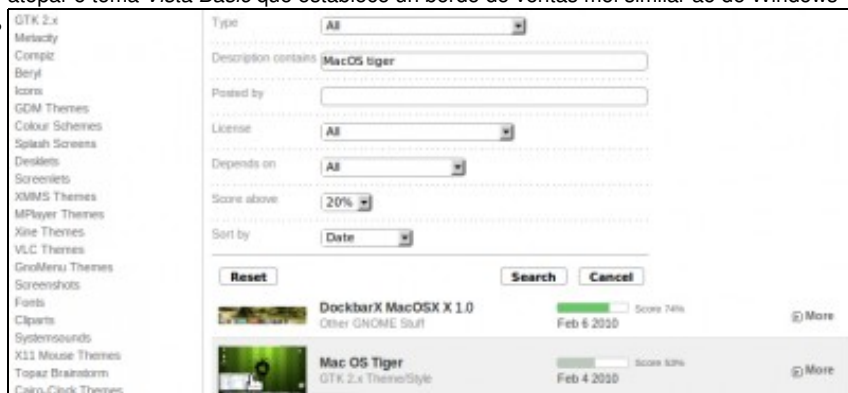 atopar o tema Vista Basic que establece un borde de ventás moi similar ao de Windows
GTK 2.x
Metacity
Compiz
Beryl
Icons
GDM Themes
Colour Schemes
Splash Screens
Desklets
Screenlets
XMMS Themes
MPlayer Themes
Xine Themes
VLC Themes
GnoMenu Themes
Screenshots
Fonts
Cliparts
Systemsounds
X11 Mouse Themes
Topaz Brainstorm
Cairo-Clock Themes
Type All
Description contains MacOS tiger
Posted by
License All
Depends on All
Score above 20%
Sort by Date
Reset Search Cancel
DockbarX MacOSX X 1.0 Score 74% More
Other GNOME Stuff Feb 6 2010
Mac OS Tiger Score 53% More
GTK 2.x Theme/Style Feb 4 2010